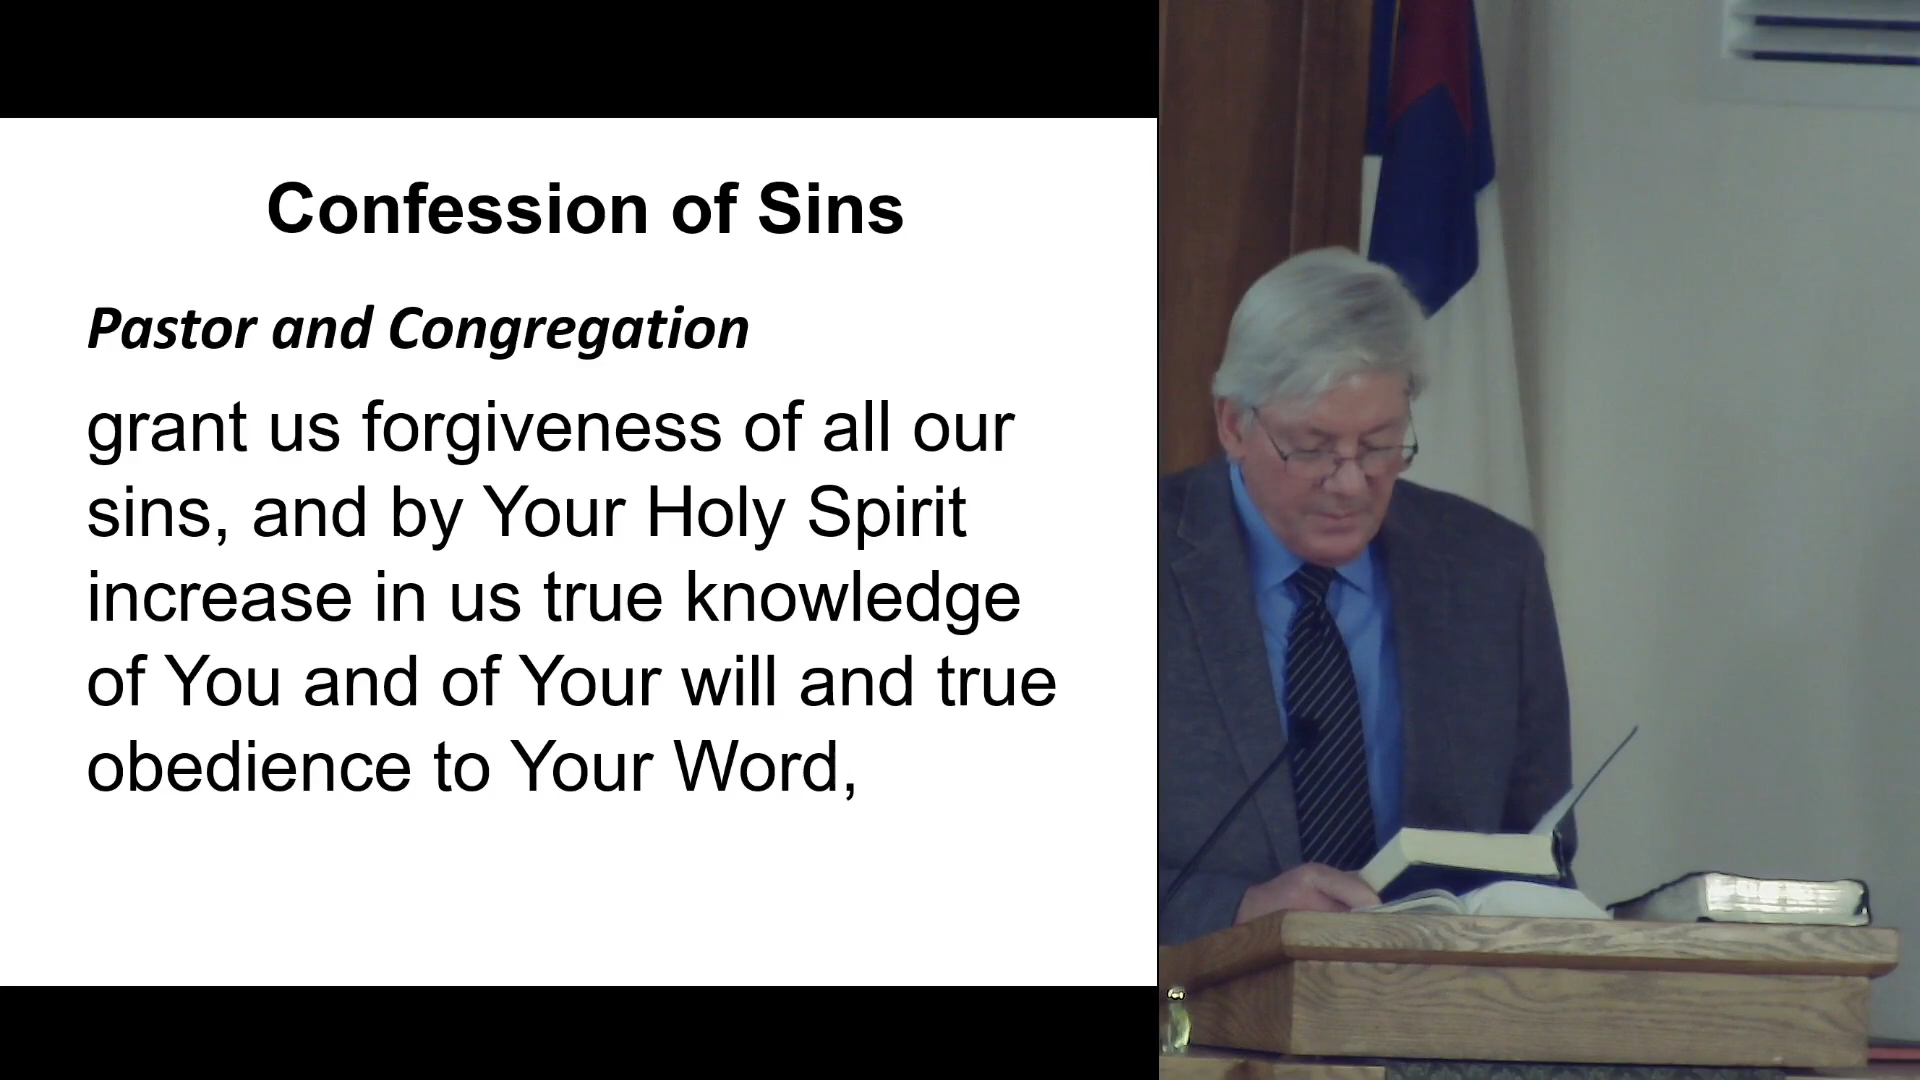 Confession of Sins
Pastor and Congregation
grant us forgiveness of all our
sins, and by Your Holy Spirit
increase in us true knowledge
of You and of Your will and true
obedience to Your Word,